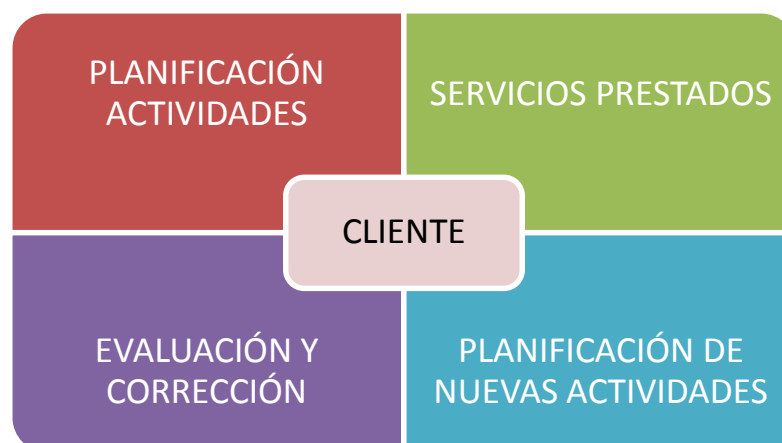 PLANIFICACIÓN
ACTIVIDADES
SERVICIOS PRESTADOS
CLIENTE
EVALUACIÓN Y
CORRECCIÓN
PLANIFICACIÓN DE
NUEVAS ACTIVIDADES